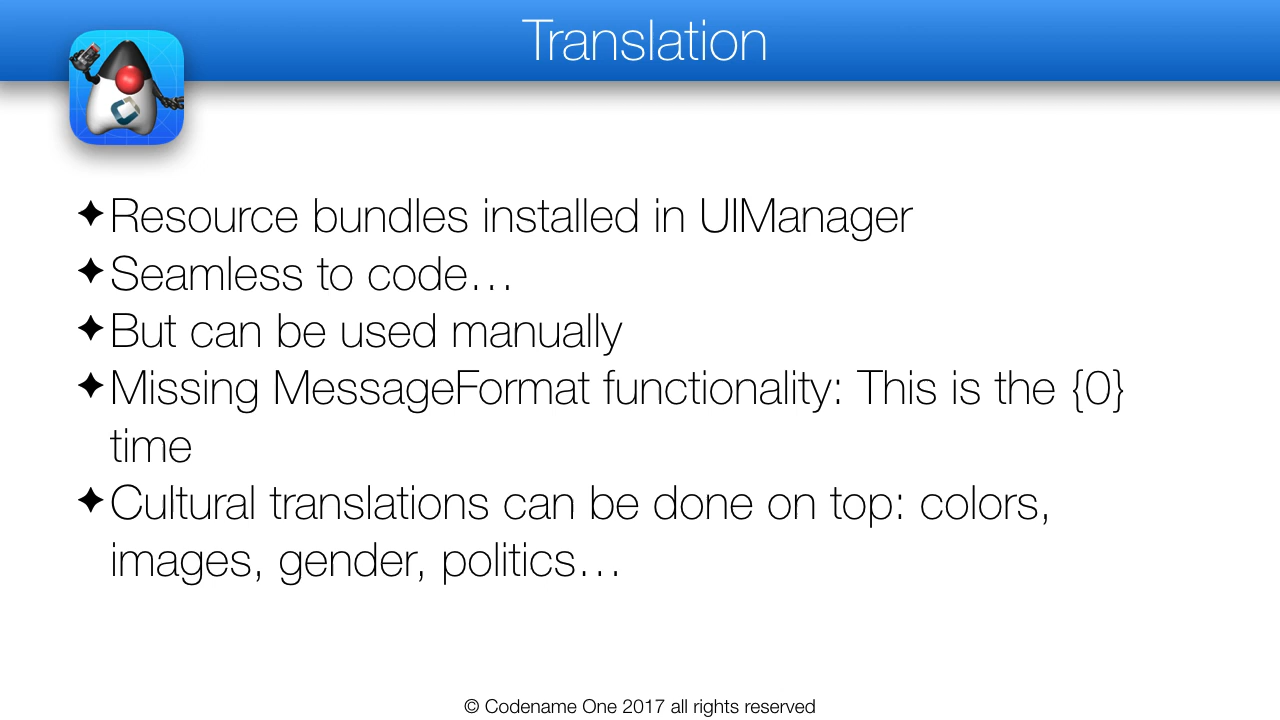 Translation
✦Resource bundles installed in UIManager
✦Seamless to code…
✦But can be used manually
✦Missing MessageFormat functionality: This is the {0}
time
✦Cultural translations can be done on top: colors,
images, gender, politics…
© Codename One 2017 all rights reserved